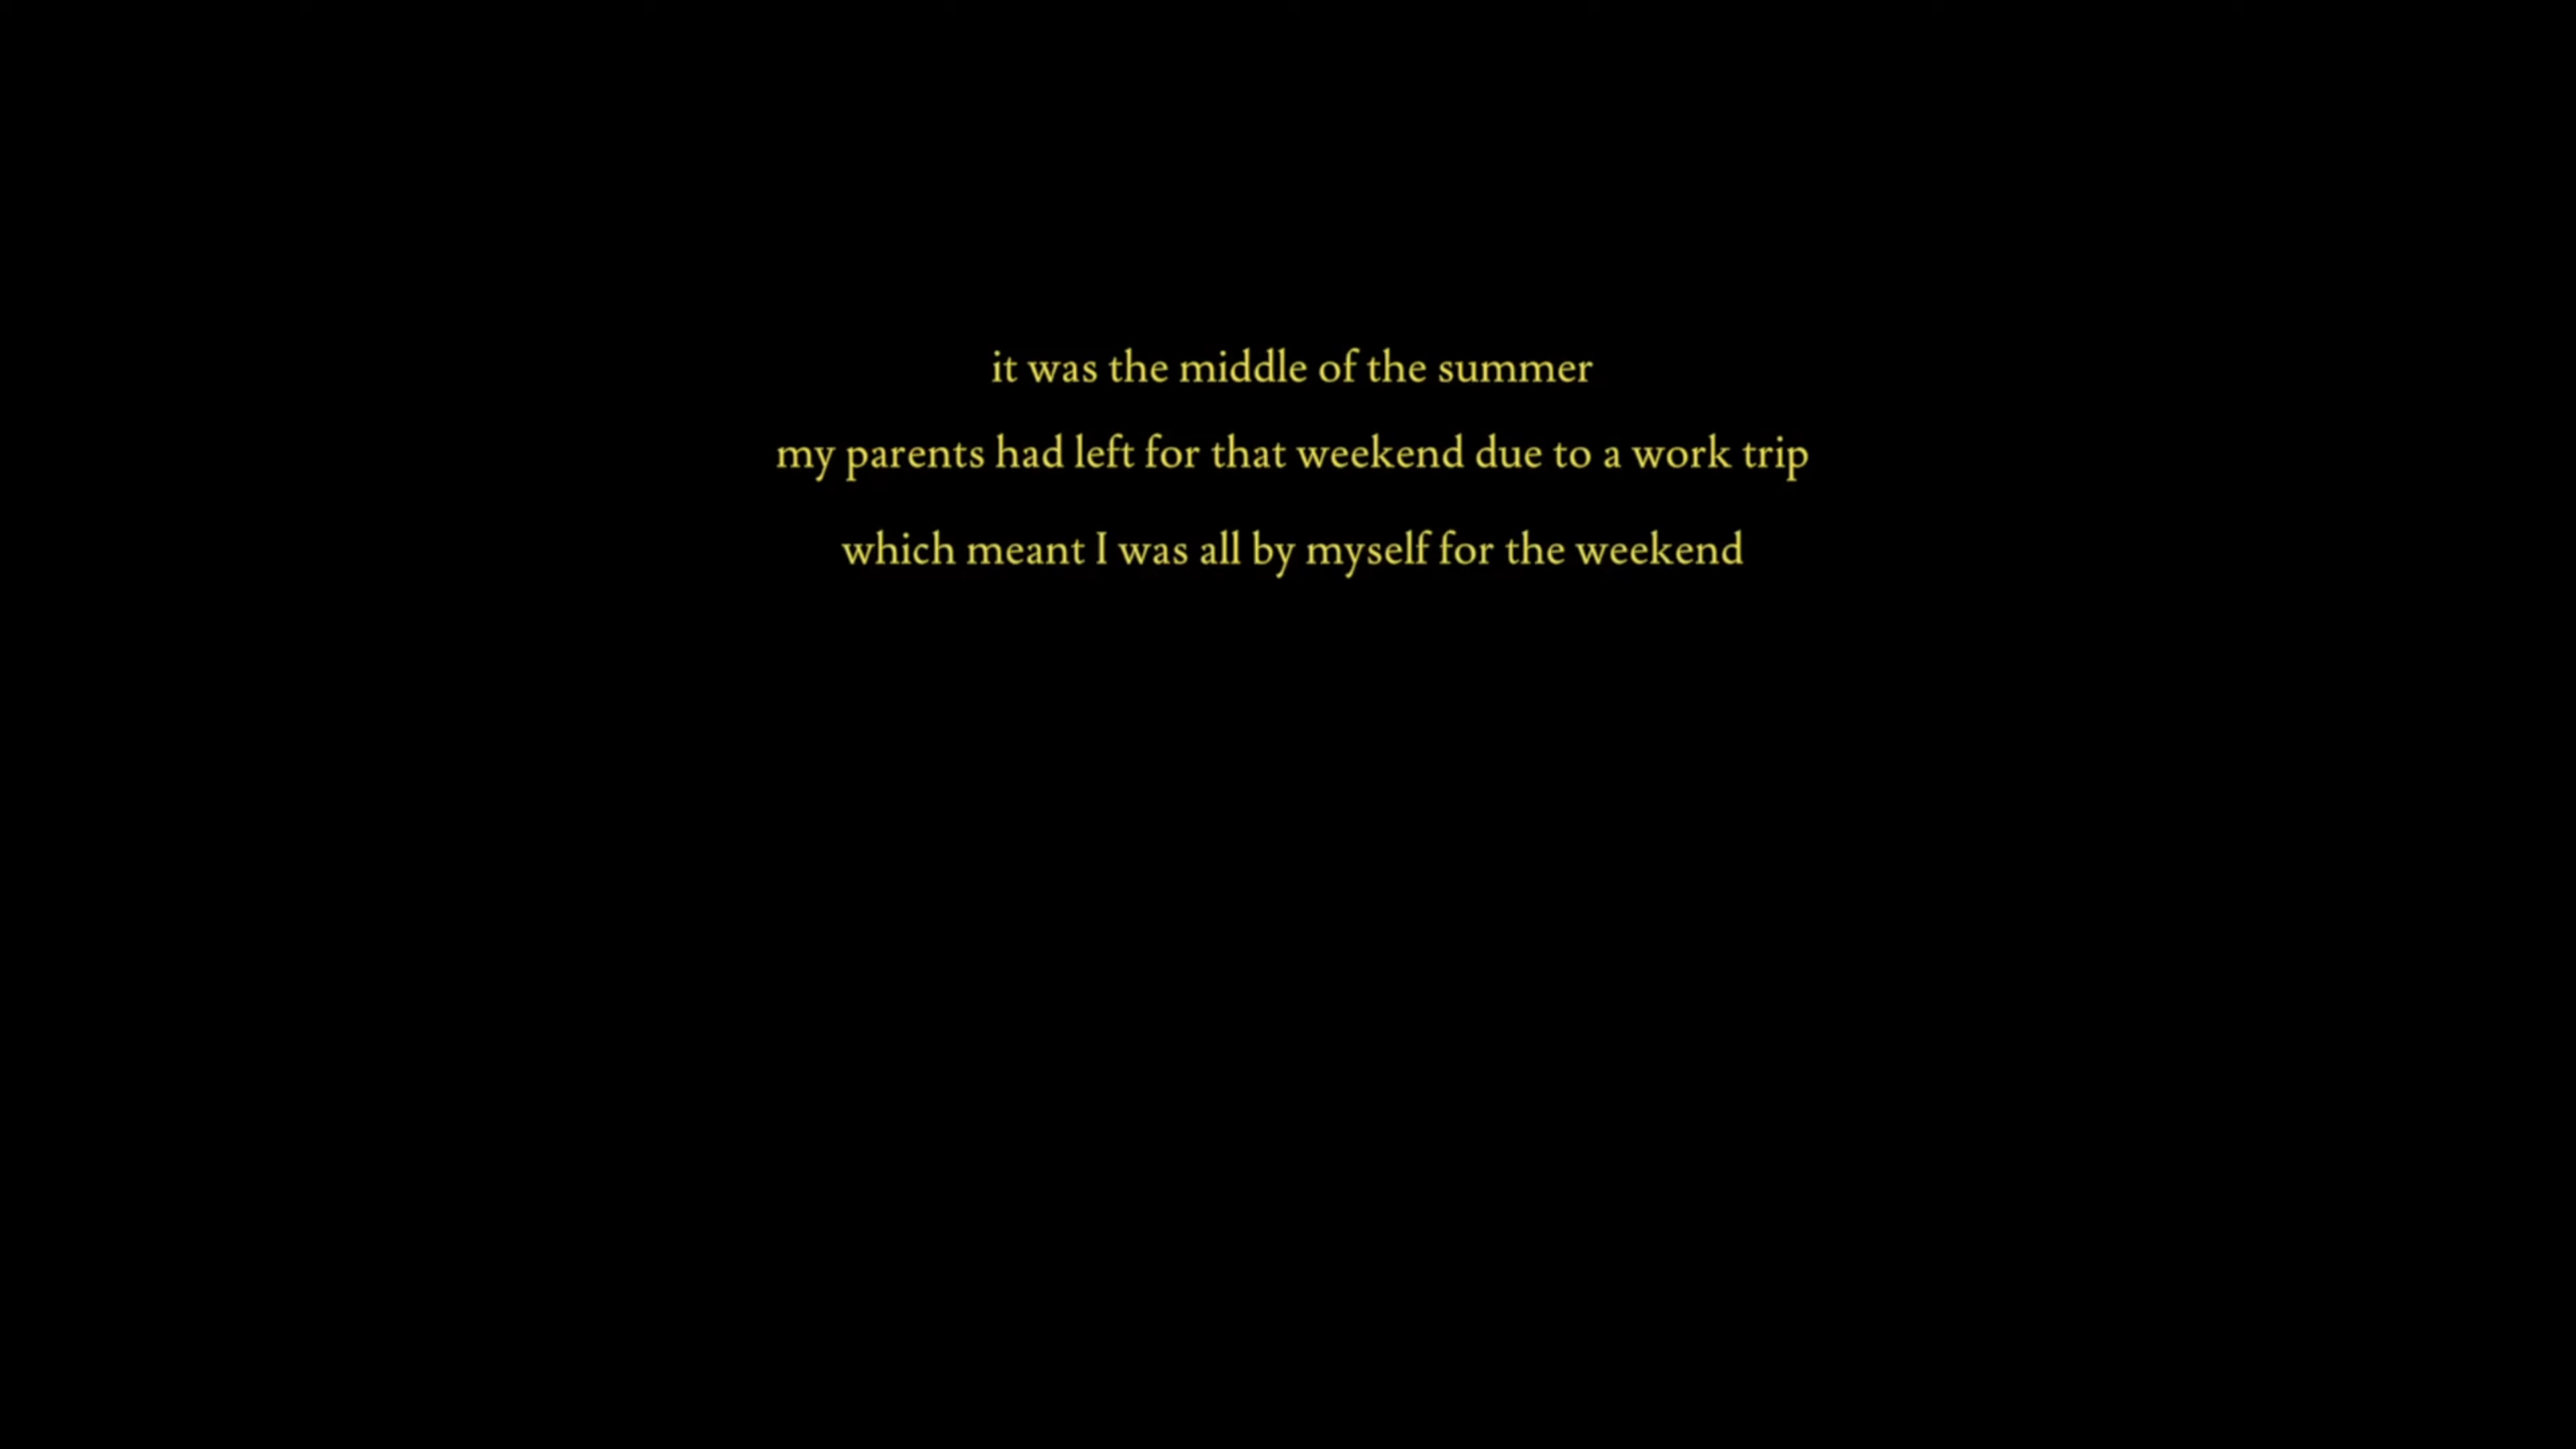 it was the middle of the summer
my parents had left for that weekend due to a work trip
which meant I was all by myself for the weekend